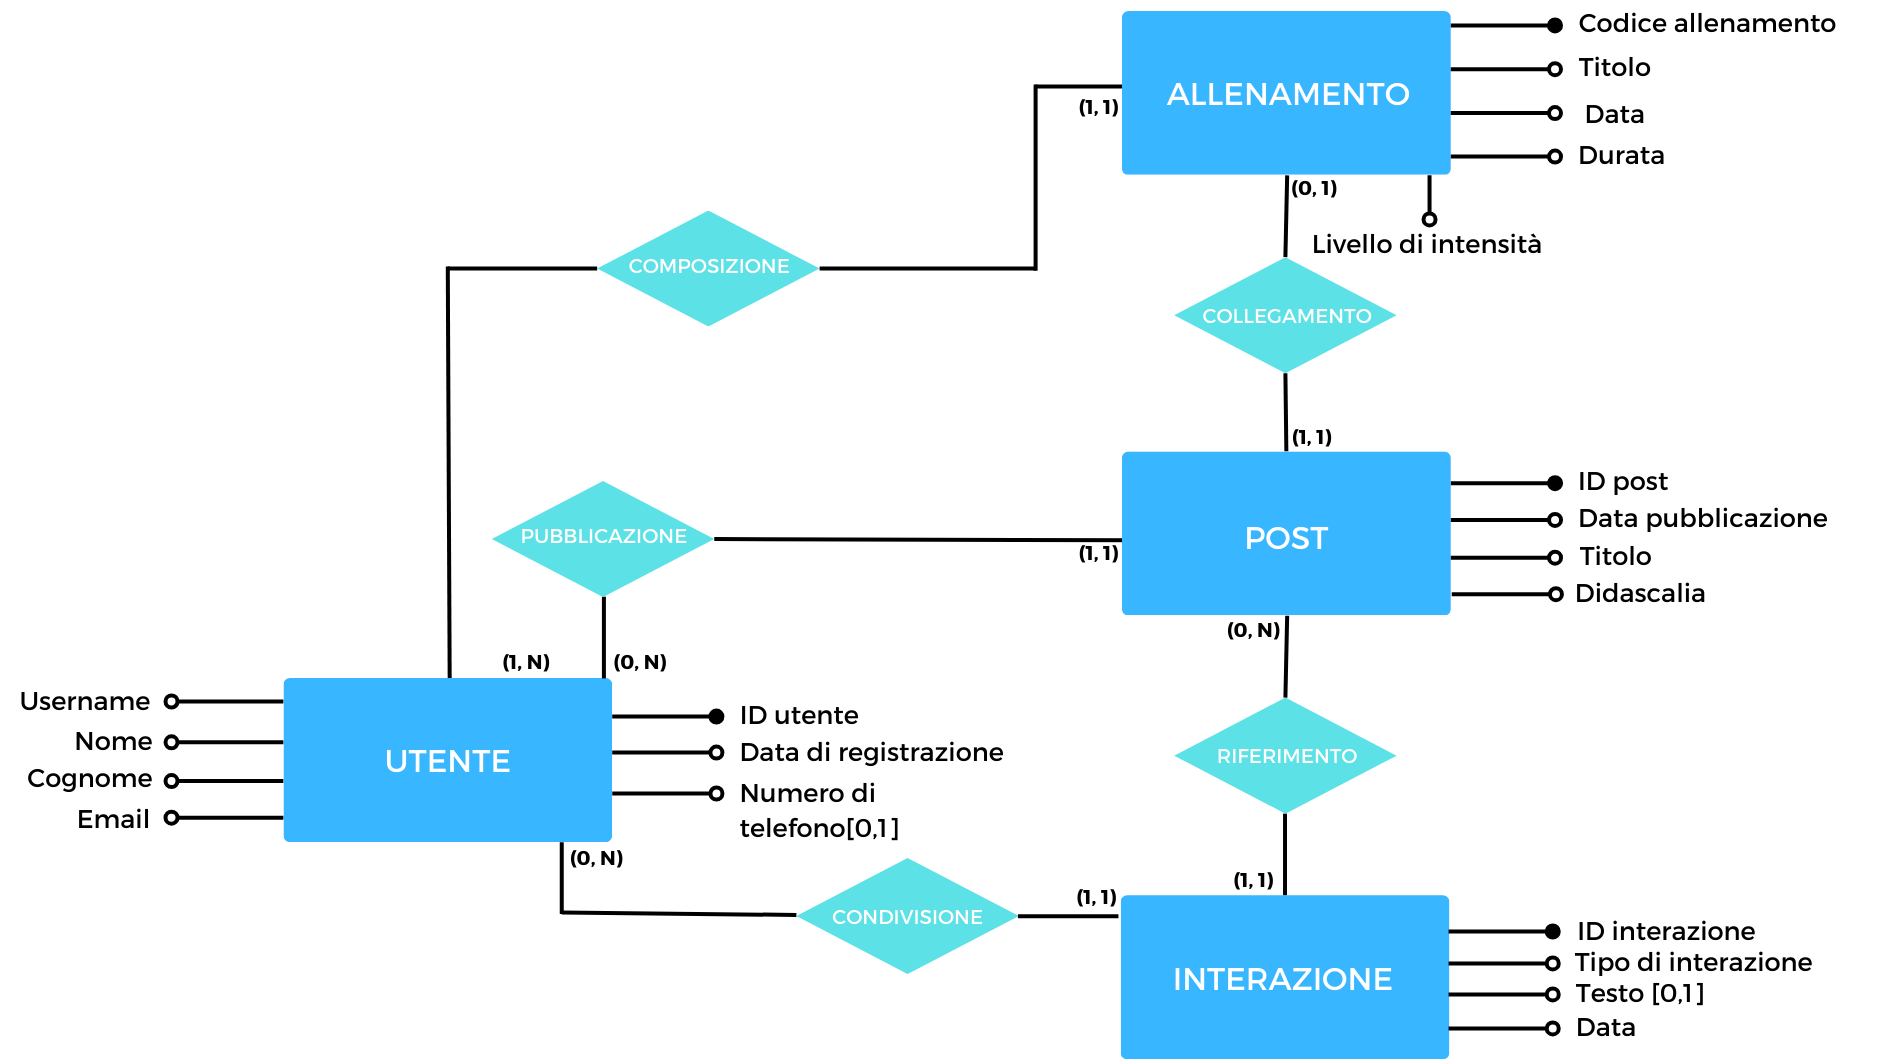 Codice allenamento
Titolo
ALLENAMENTO
(1, 1)
Data
Durata
(0, 1)
Livello di intensità
COMPOSIZIONE
COLLEGAMENTO
(1, 1)
ID post
Data pubblicazione
PUBBLICAZIONE
POST
(1, 1)
Titolo
Didascalia
(0, N)
(1, N)
(0, N)
Username
Nome
Cognome
Email
UTENTE
ID utente
Data di registrazione
Numero di
telefono[0,1]
RIFERIMENTO
(0, N)
(1, 1)
(1, 1)
CONDIVISIONE
INTERAZIONE
ID interazione
Tipo di interazione
Testo [0,1]
Data